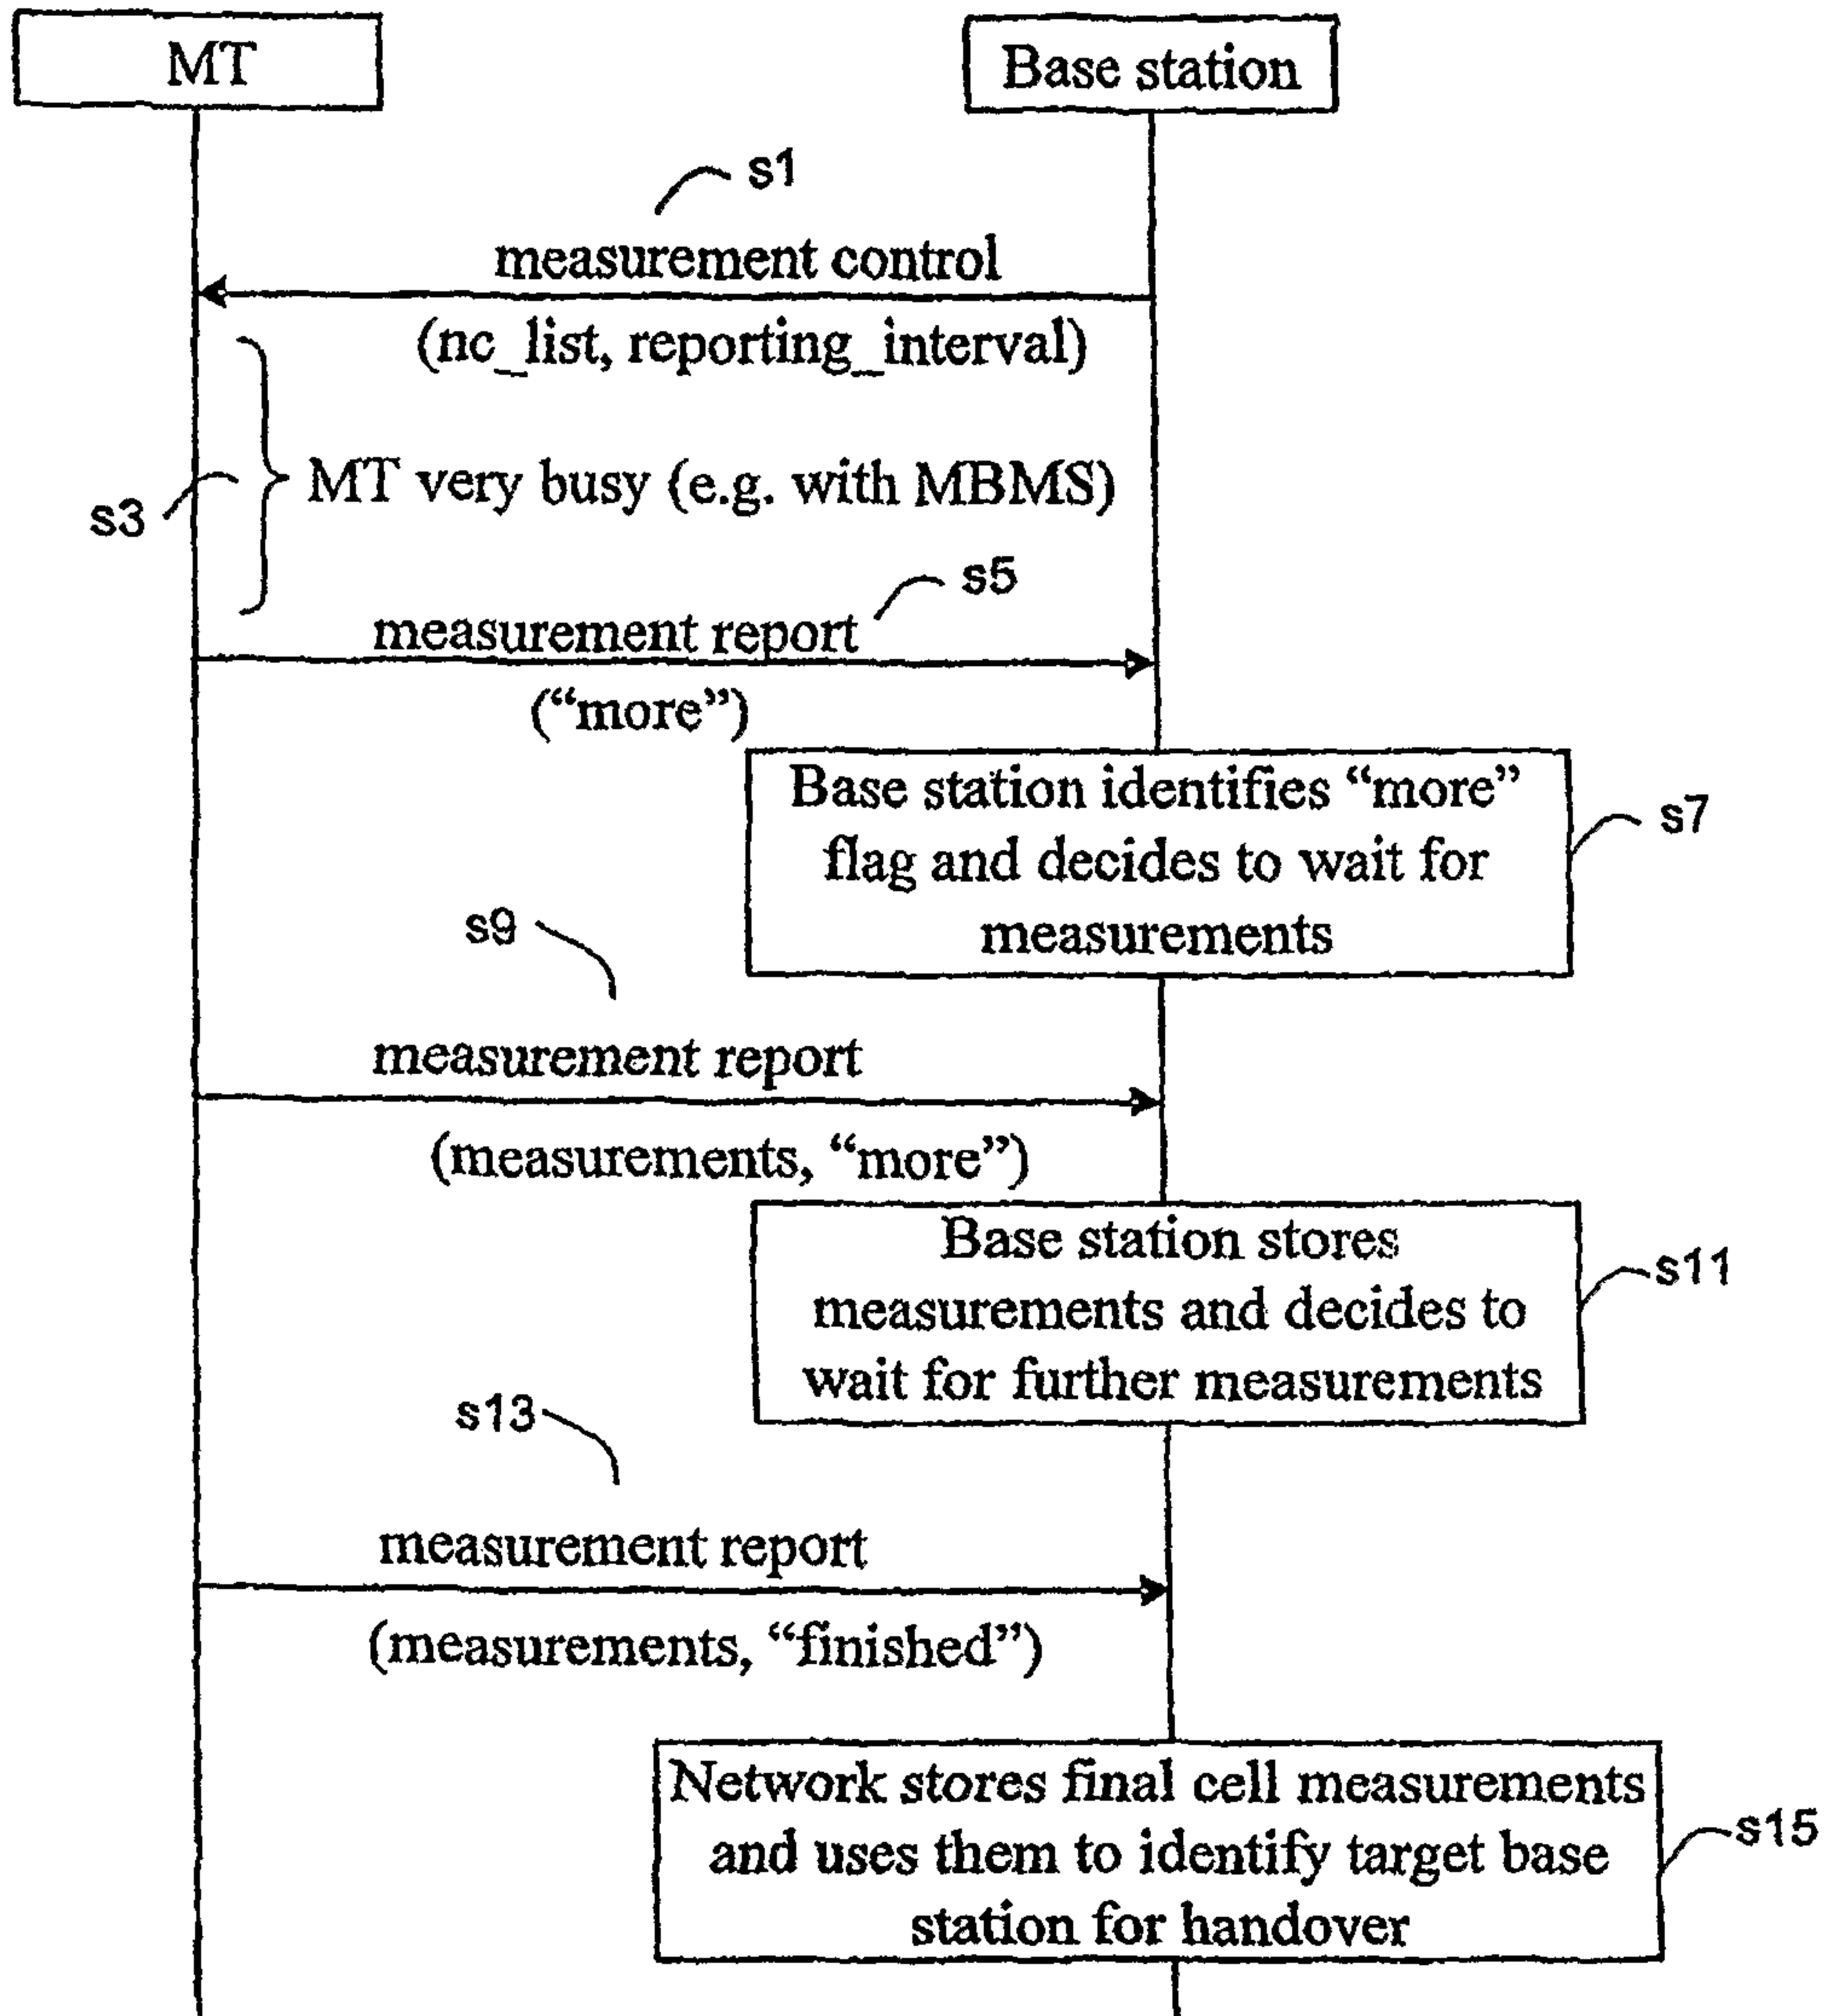 MT
Base station
s1
measurement control
(nc_list, reporting_interval)
s3
MT very busy (e.g. with MBMS)
s5
measurement report
(“more”)
Base station identifies “more”
flag and decides to wait for
measurements
s7
s9
measurement report
(measurements, “more”)
Base station stores
measurements and decides to
wait for further measurements
s11
s13
measurement report
(measurements, “finished”)
Network stores final cell measurements
and uses them to identify target base
station for handover
s15